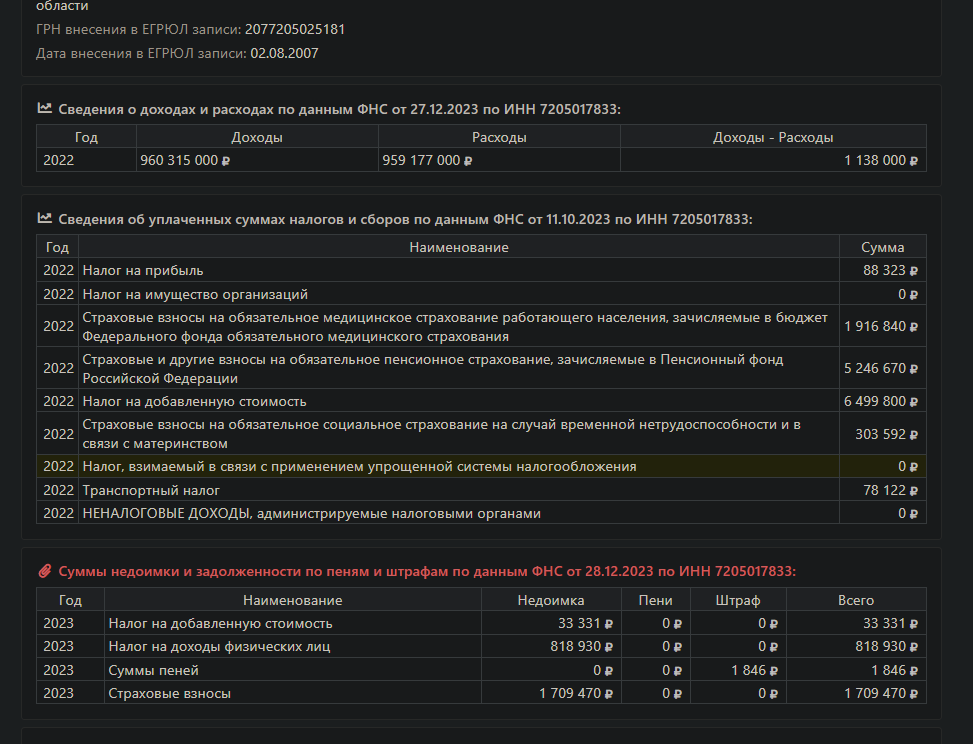 области
ГРН внесения в ЕГРЮЛ записи: 2077205025181
Дата внесения в ЕГРЮЛ записи: 02.08.2007
Сведения о доходах и расходах по данным ФНС от 27.12.2023 по ИНН 7205017833:
Год Доходы Расходы Доходы - Расходы
2022 960 315 000 ₽ 959 177 000 ₽ 1 138 000 ₽
Сведения об уплаченных суммах налогов и сборов по данным ФНС от 11.10.2023 по ИНН 7205017833:
Год Наименование Сумма
2022 Налог на прибыль 88 323 ₽
2022 Налог на имущество организаций 0 ₽
2022 Страховые взносы на обязательное медицинское страхование работающего населения, зачисляемые в бюджет
Федерального фонда обязательного медицинского страхования 1 916 840 ₽
2022 Страховые и другие взносы на обязательное пенсионное страхование, зачисляемые в Пенсионный фонд
Российской Федерации 5 246 670 ₽
2022 Налог на добавленную стоимость 6 499 800 ₽
2022 Страховые взносы на обязательное социальное страхование на случай временной нетрудоспособности и в
связи с материнством 303 592 ₽
2022 Налог, взимаемый в связи с применением упрощенной системы налогообложения 0 ₽
2022 Транспортный налог 78 122 ₽
2022 НЕНАЛОГОВЫЕ ДОХОДЫ, администрируемые налоговыми органами 0 ₽
Суммы недоимки и задолженности по пеням и штрафам по данным ФНС от 28.12.2023 по ИНН 7205017833:
Год Наименование Недоимка Пени Штраф Всего
2023 Налог на добавленную стоимость 33 331 ₽ 0 ₽ 0 ₽ 33 331 ₽
2023 Налог на доходы физических лиц 818 930 ₽ 0 ₽ 0 ₽ 818 930 ₽
2023 Суммы пеней 0 ₽ 0 ₽ 1 846 ₽ 1 846 ₽
2023 Страховые взносы 1 709 470 ₽ 0 ₽ 0 ₽ 1 709 470 ₽